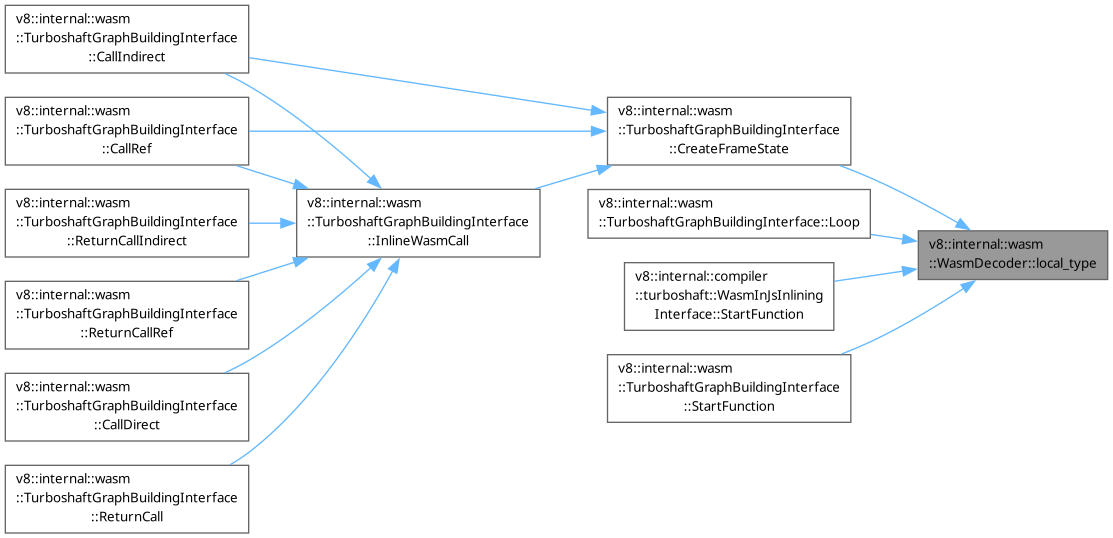 v8::internal::wasm
::TurboshaftGraphBuildingInterface
::CallIndirect
v8::internal::wasm
::TurboshaftGraphBuildingInterface
::CallRef
v8::internal::wasm
::TurboshaftGraphBuildingInterface
::ReturnCallIndirect
v8::internal::wasm
::TurboshaftGraphBuildingInterface
::ReturnCallRef
v8::internal::wasm
::TurboshaftGraphBuildingInterface
::CallDirect
v8::internal::wasm
::TurboshaftGraphBuildingInterface
::ReturnCall
v8::internal::wasm
::TurboshaftGraphBuildingInterface
::InlineWasmCall
v8::internal::wasm
::TurboshaftGraphBuildingInterface
::CreateFrameState
v8::internal::wasm
::TurboshaftGraphBuildingInterface::Loop
v8::internal::compiler
::turboshaft::WasmInJsInlining
Interface::StartFunction
v8::internal::wasm
::TurboshaftGraphBuildingInterface
::StartFunction
v8::internal::wasm
::WasmDecoder::local_type